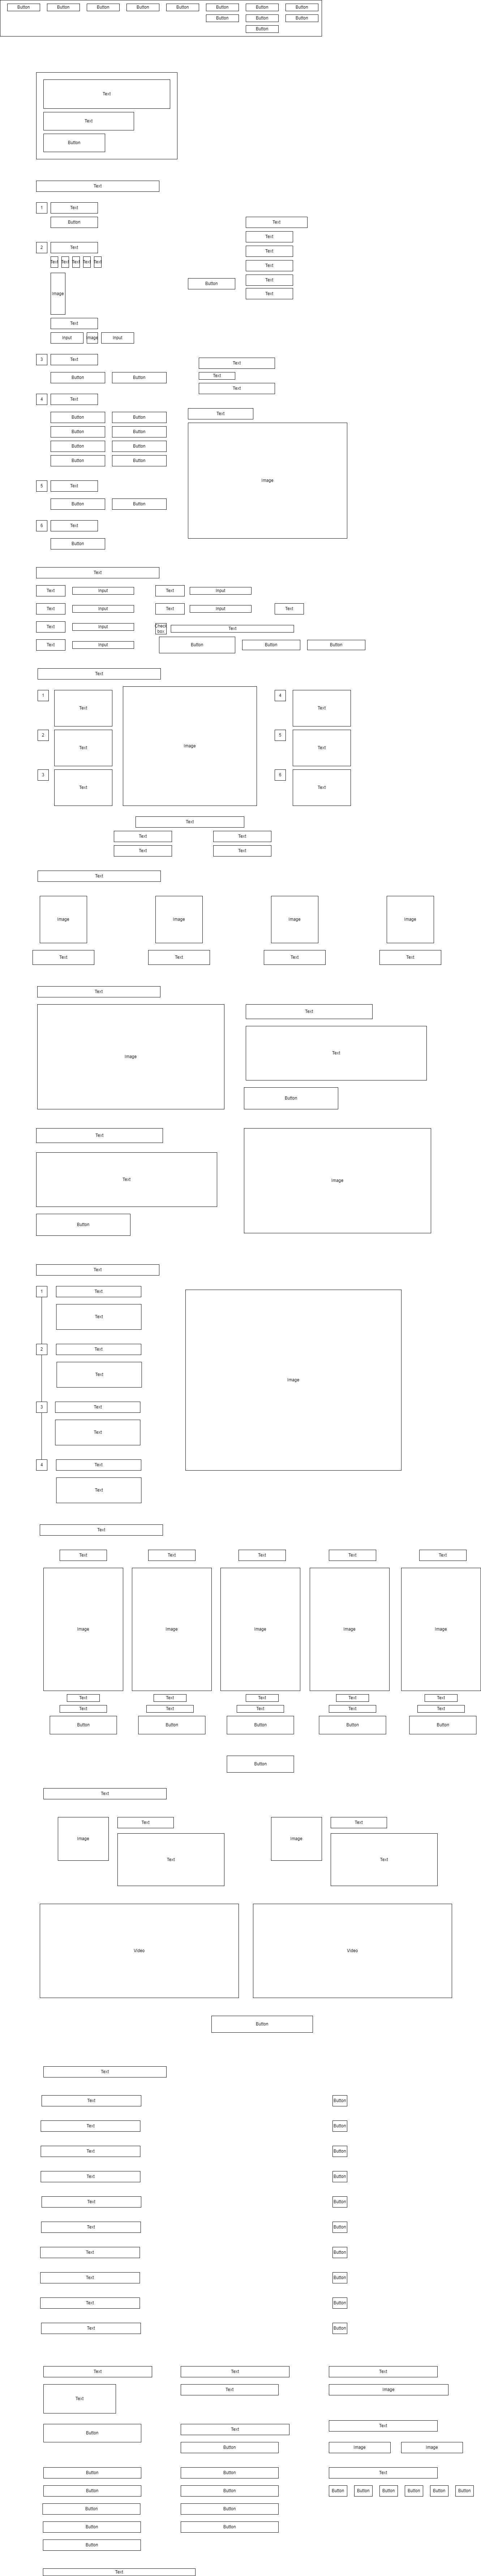 Button Button Button Button Button Button Button Button
Button Button Button
Button
Text
Text
Button
Text
1 Text
Button
Text
Text
2 Text
Text
Text Text Text Text Text
Text
Text
Button
Image
Text
Text
Input Image Input
3 Text
Text
Text
Button Button
Text
4 Text
Text
Button Button
Button Button
Button Button
Button Button
Image
5 Text
Button Button
6 Text
Button
Text
Text Input Text Input
Text Input Text Input Text
Text Input Check box Text
Text Input Button Button Button
Text
1 Text 4 Text
2 Text 5 Text
Image
3 Text 6 Text
Text
Text Text
Text Text
Text
Image Image Image Image
Text Text Text Text
Text
Text
Image Text
Button
Text
Text Image
Button
Text
1 Text
Text
2 Text
Text
Image
3 Text
Text
4 Text
Text
Text
Text Text Text Text Text
Image Image Image Image Image
Text Text Text Text Text
Text Text Text Text Text
Button Button Button Button Button
Button
Text
Image Text Image Text
Text Text
Video Video
Button
Text
Text Button
Text Button
Text Button
Text Button
Text Button
Text Button
Text Button
Text Button
Text Button
Text Button
Text Text Text
Text Text Image
Button Text Text
Button Image Image
Button Button Text
Button Button Button Button Button Button Button Button
Button Button
Button Button
Button
Text